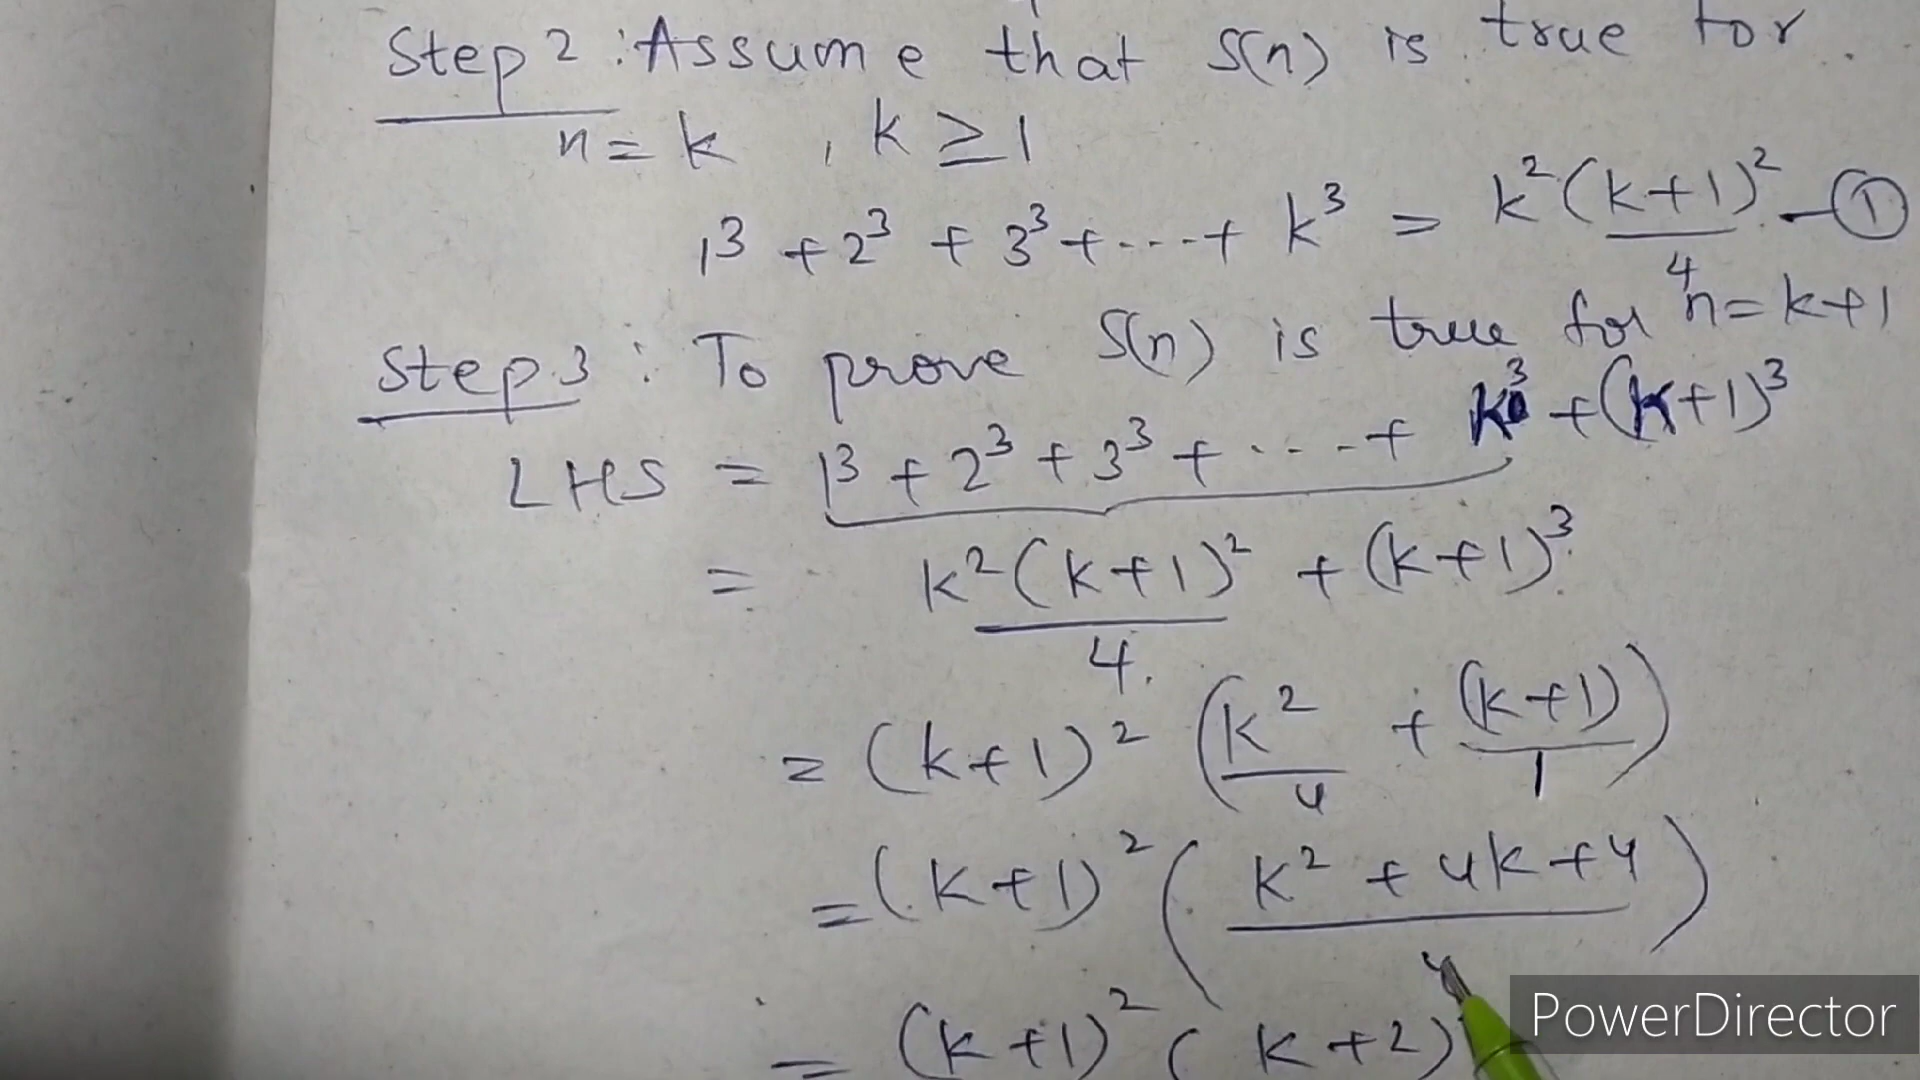 Step 2 : Assume that S(n) is true for
n = k , k ≥ 1
1³ + 2³ + 3³ + ---- + k³ = k²(k+1)²/4 — ①
Step 3 : To prove S(n) is true for n = k+1
LHS = 1³ + 2³ + 3³ + ---- + k³ + (k+1)³
= k²(k+1)²/4 + (k+1)³
= (k+1)² (k²/4 + (k+1)/1)
= (k+1)² (k² + 4k + 4 / 4)
= (k+1)² (k+2)
PowerDirector